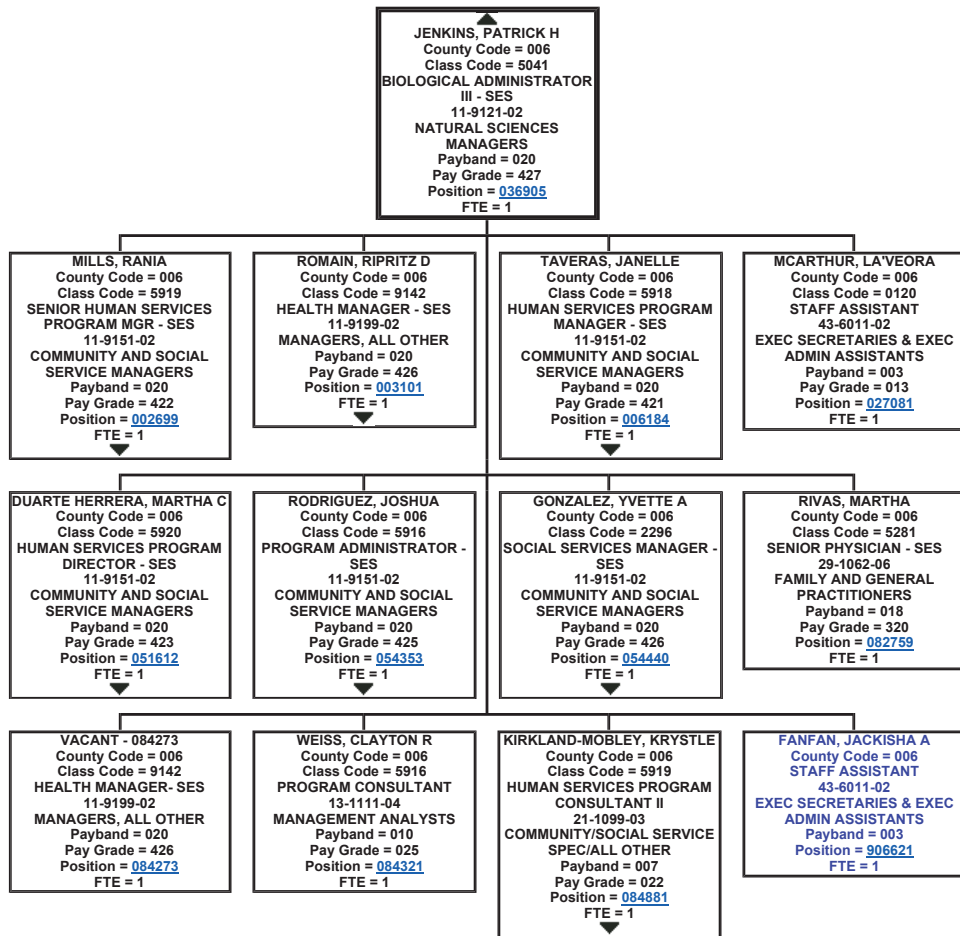 JENKINS, PATRICK H
County Code = 006
Class Code = 5041
BIOLOGICAL ADMINISTRATOR
III - SES
11-9121-02
NATURAL SCIENCES
MANAGERS
Payband = 020
Pay Grade = 427
Position = 036905
FTE = 1
MILLS, RANIA
County Code = 006
Class Code = 5919
SENIOR HUMAN SERVICES
PROGRAM MGR - SES
11-9151-02
COMMUNITY AND SOCIAL
SERVICE MANAGERS
Payband = 020
Pay Grade = 422
Position = 002699
FTE = 1
ROMAIN, RIPRITZ D
County Code = 006
Class Code = 9142
HEALTH MANAGER - SES
11-9199-02
MANAGERS, ALL OTHER
Payband = 020
Pay Grade = 426
Position = 003101
FTE = 1
TAVERAS, JANELLE
County Code = 006
Class Code = 5918
HUMAN SERVICES PROGRAM
MANAGER - SES
11-9151-02
COMMUNITY AND SOCIAL
SERVICE MANAGERS
Payband = 020
Pay Grade = 421
Position = 006184
FTE = 1
MCARTHUR, LA'VEORA
County Code = 006
Class Code = 0120
STAFF ASSISTANT
43-6011-02
EXEC SECRETARIES & EXEC
ADMIN ASSISTANTS
Payband = 003
Pay Grade = 013
Position = 027081
FTE = 1
DUARTE HERRERA, MARTHA C
County Code = 006
Class Code = 5920
HUMAN SERVICES PROGRAM
DIRECTOR - SES
11-9151-02
COMMUNITY AND SOCIAL
SERVICE MANAGERS
Payband = 020
Pay Grade = 423
Position = 051612
FTE = 1
RODRIGUEZ, JOSHUA
County Code = 006
Class Code = 5916
PROGRAM ADMINISTRATOR -
SES
11-9151-02
COMMUNITY AND SOCIAL
SERVICE MANAGERS
Payband = 020
Pay Grade = 425
Position = 054353
FTE = 1
GONZALEZ, YVETTE A
County Code = 006
Class Code = 2296
SOCIAL SERVICES MANAGER -
SES
11-9151-02
COMMUNITY AND SOCIAL
SERVICE MANAGERS
Payband = 020
Pay Grade = 426
Position = 054440
FTE = 1
RIVAS, MARTHA
County Code = 006
Class Code = 5281
SENIOR PHYSICIAN - SES
29-1062-06
FAMILY AND GENERAL
PRACTITIONERS
Payband = 018
Pay Grade = 320
Position = 082759
FTE = 1
VACANT - 084273
County Code = 006
Class Code = 9142
HEALTH MANAGER- SES
11-9199-02
MANAGERS, ALL OTHER
Payband = 020
Pay Grade = 426
Position = 084273
FTE = 1
WEISS, CLAYTON R
County Code = 006
Class Code = 5916
PROGRAM CONSULTANT
13-1111-04
MANAGEMENT ANALYSTS
Payband = 010
Pay Grade = 025
Position = 084321
FTE = 1
KIRKLAND-MOBLEY, KRYSTLE
County Code = 006
Class Code = 5919
HUMAN SERVICES PROGRAM
CONSULTANT II
21-1099-03
COMMUNITY/SOCIAL SERVICE
SPEC/ALL OTHER
Payband = 007
Pay Grade = 022
Position = 084881
FTE = 1
FANFAN, JACKISHA A
County Code = 006
STAFF ASSISTANT
43-6011-02
EXEC SECRETARIES & EXEC
ADMIN ASSISTANTS
Payband = 003
Position = 906621
FTE = 1